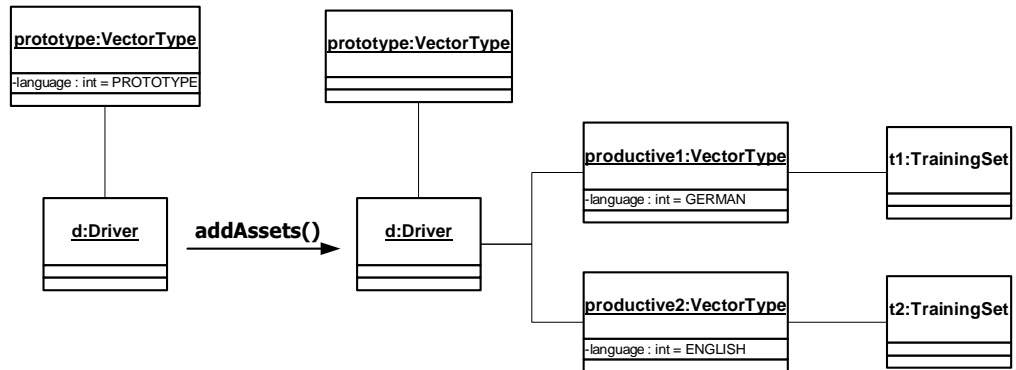 prototype:VectorType
-language : int = PROTOTYPE
d:Driver
addAssets()
prototype:VectorType
d:Driver
productive1:VectorType
-language : int = GERMAN
t1:TrainingSet
productive2:VectorType
-language : int = ENGLISH
t2:TrainingSet